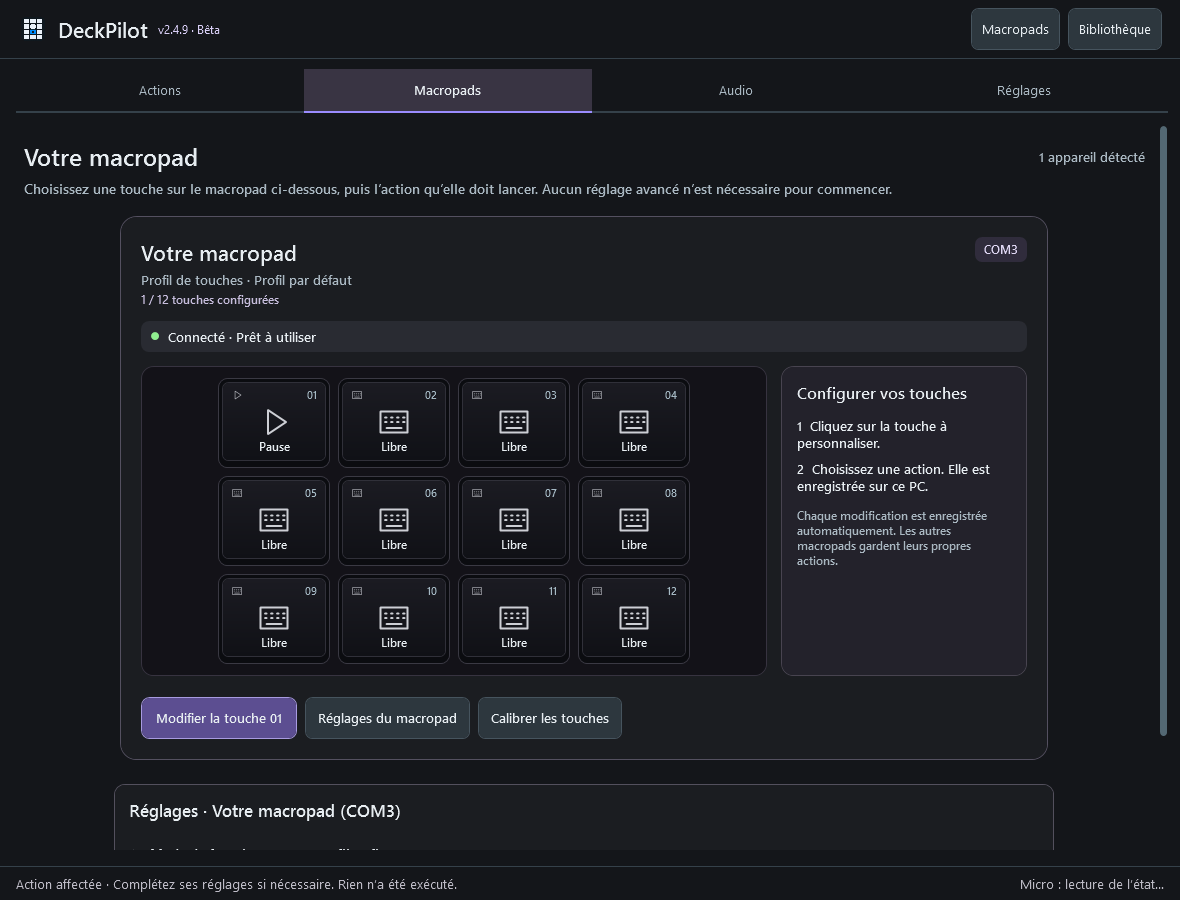 DeckPilot v2.4.9 · Bêta
Macropads
Bibliothèque
Actions
Macropads
Audio
Réglages
Votre macropad
1 appareil détecté
Choisissez une touche sur le macropad ci-dessous, puis l’action qu’elle doit lancer. Aucun réglage avancé n’est nécessaire pour commencer.
Votre macropad
COM3
Profil de touches · Profil par défaut
1 / 12 touches configurées
Connecté · Prêt à utiliser
01
Pause
02
Libre
03
Libre
04
Libre
05
Libre
06
Libre
07
Libre
08
Libre
09
Libre
10
Libre
11
Libre
12
Libre
Configurer vos touches
1 Cliquez sur la touche à
personnaliser.
2 Choisissez une action. Elle est
enregistrée sur ce PC.
Chaque modification est enregistrée
automatiquement. Les autres
macropads gardent leurs propres
actions.
Modifier la touche 01
Réglages du macropad
Calibrer les touches
Réglages · Votre macropad (COM3)
Action affectée · Complétez ses réglages si nécessaire. Rien n'a été exécuté.
Micro : lecture de l'état...